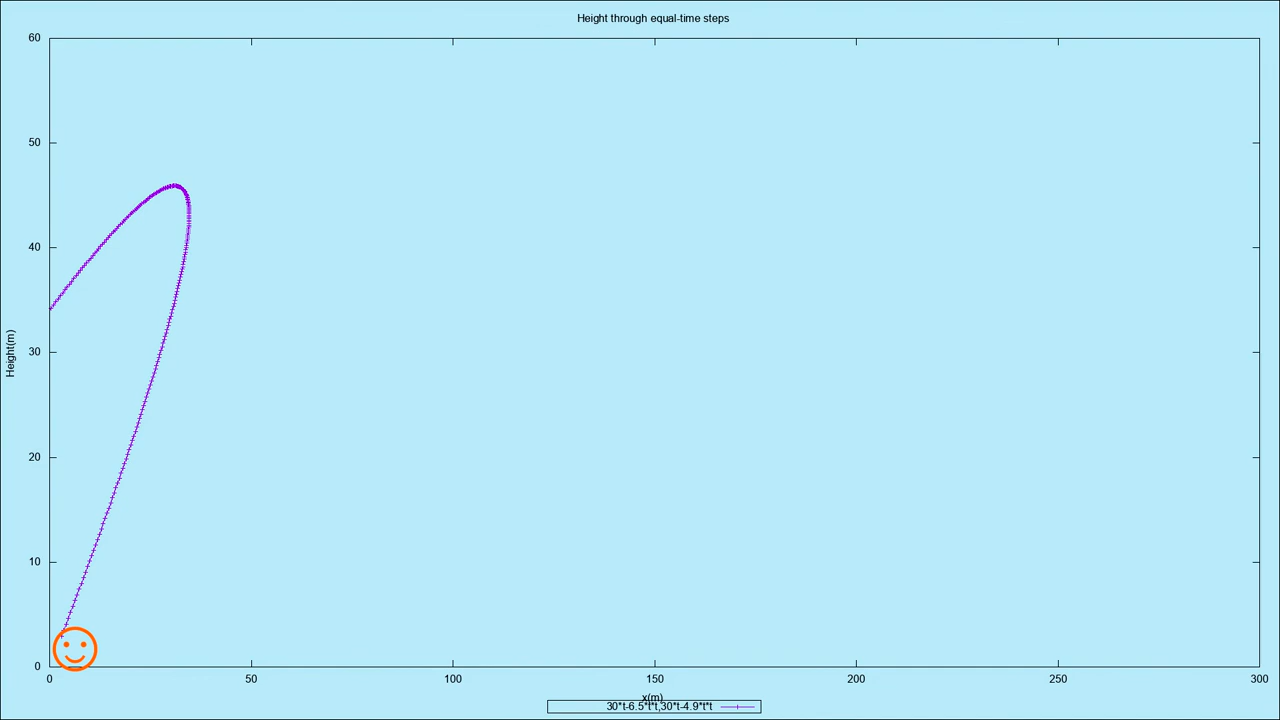 Height through equal-time steps
60
50
40
30
20
10
0
Height(m)
0 50 100 150 200 250 300
x(m)
30*t-6.5*t*t,30*t-4.9*t*t